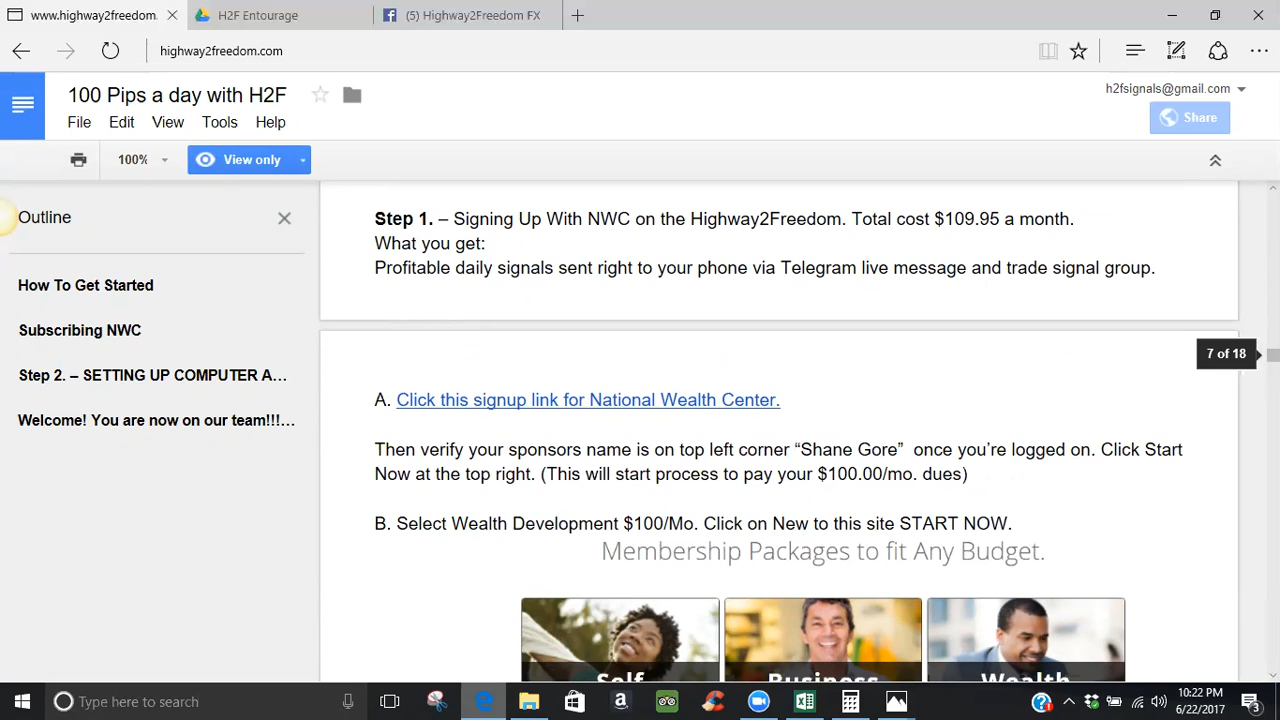 www.highway2freedom.
H2F Entourage
(5) Highway2Freedom FX
highway2freedom.com
100 Pips a day with H2F
h2fsignals@gmail.com
File Edit View Tools Help
Share
100%
View only
Outline
How To Get Started
Subscribing NWC
Step 2. – SETTING UP COMPUTER A...
Welcome! You are now on our team!!!...
Step 1. – Signing Up With NWC on the Highway2Freedom. Total cost $109.95 a month.
What you get:
Profitable daily signals sent right to your phone via Telegram live message and trade signal group.
7 of 18
A. Click this signup link for National Wealth Center.
Then verify your sponsors name is on top left corner “Shane Gore” once you’re logged on. Click Start
Now at the top right. (This will start process to pay your $100.00/mo. dues)
B. Select Wealth Development $100/Mo. Click on New to this site START NOW.
Membership Packages to fit Any Budget.
Self
Business
Wealth
Type here to search
10:22 PM
6/22/2017
3